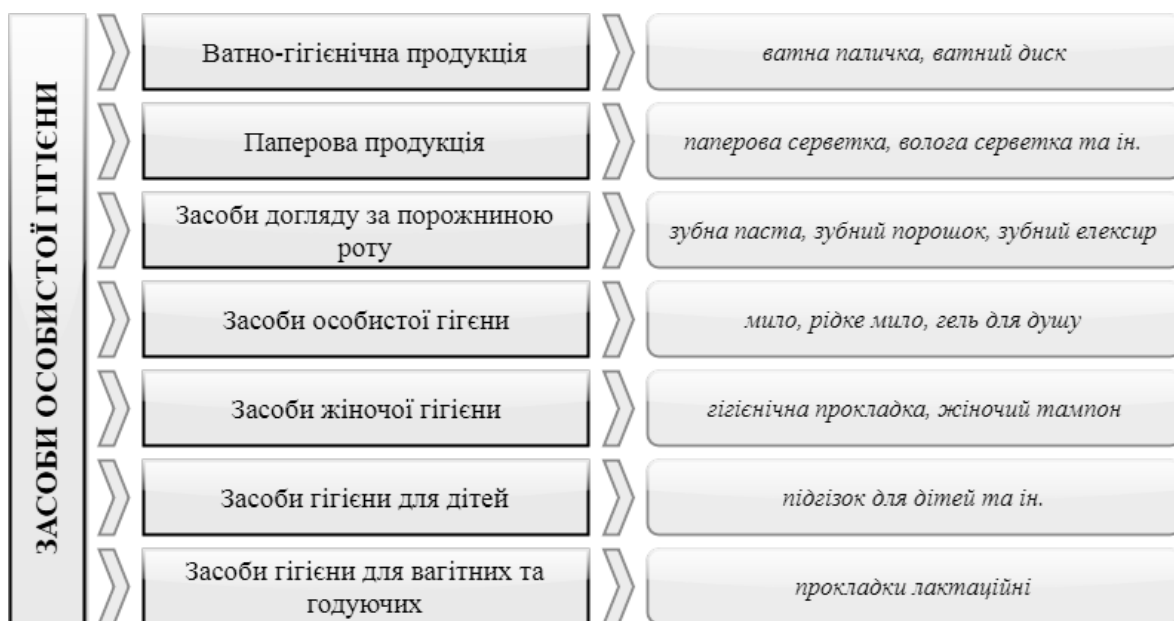 ЗАСОБИ ОСОБИСТОЇ ГІГІЄНИ
Ватно-гігієнічна продукція
ватна паличка, ватний диск
Паперова продукція
паперова серветка, волога серветка та ін.
Засоби догляду за порожниною
роту
зубна паста, зубний порошок, зубний елексир
Засоби особистої гігєни
мило, рідке мило, гель для душу
Засоби жіночої гігієни
гігієнічна прокладка, жіночий тампон
Засоби гігієни для дітей
підгізок для дітей та ін.
Засоби гігієни для вагітних та
годуючих
прокладки лактаційні